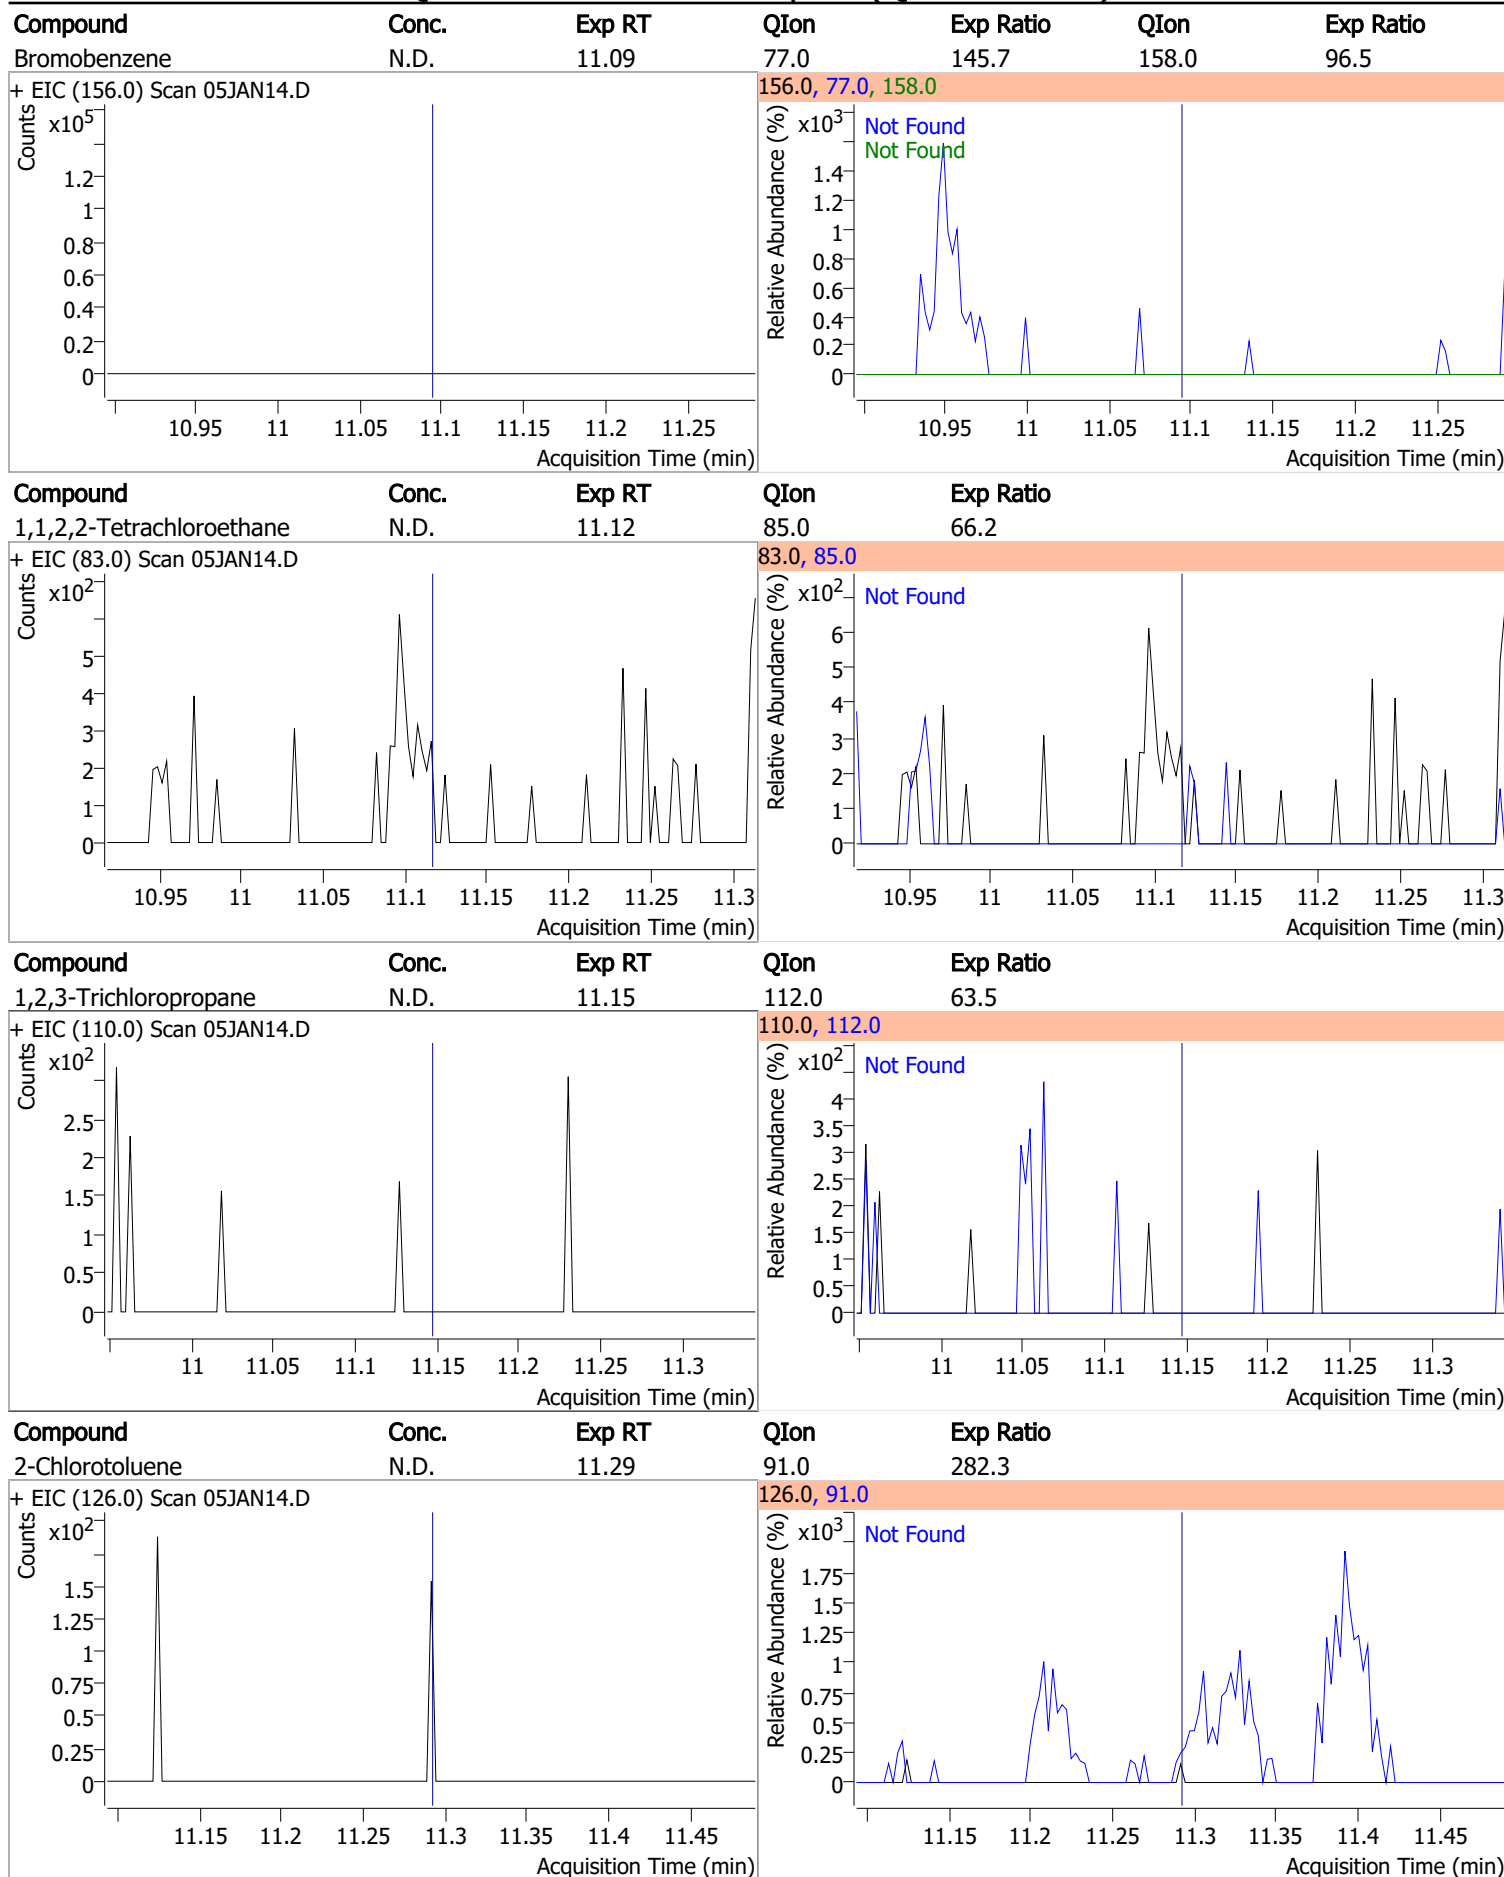 Compound Conc. Exp RT QIon Exp Ratio QIon Exp Ratio
Bromobenzene N.D. 11.09 77.0 145.7 158.0 96.5
+ EIC (156.0) Scan 05JAN14.D 156.0, 77.0, 158.0
Counts x10^5
1.2
1
0.8
0.6
0.4
0.2
0
10.95 11 11.05 11.1 11.15 11.2 11.25
Acquisition Time (min)
Relative Abundance (%) x10^3
Not Found
Not Found
1.4
1.2
1
0.8
0.6
0.4
0.2
0
10.95 11 11.05 11.1 11.15 11.2 11.25
Acquisition Time (min)
Compound Conc. Exp RT QIon Exp Ratio
1,1,2,2-Tetrachloroethane N.D. 11.12 85.0 66.2
+ EIC (83.0) Scan 05JAN14.D 83.0, 85.0
Counts x10^2
5
4
3
2
1
0
10.95 11 11.05 11.1 11.15 11.2 11.25 11.3
Acquisition Time (min)
Relative Abundance (%) x10^2
Not Found
6
5
4
3
2
1
0
10.95 11 11.05 11.1 11.15 11.2 11.25 11.3
Acquisition Time (min)
Compound Conc. Exp RT QIon Exp Ratio
1,2,3-Trichloropropane N.D. 11.15 112.0 63.5
+ EIC (110.0) Scan 05JAN14.D 110.0, 112.0
Counts x10^2
2.5
2
1.5
1
0.5
0
11 11.05 11.1 11.15 11.2 11.25 11.3
Acquisition Time (min)
Relative Abundance (%) x10^2
Not Found
4
3.5
3
2.5
2
1.5
1
0.5
0
11 11.05 11.1 11.15 11.2 11.25 11.3
Acquisition Time (min)
Compound Conc. Exp RT QIon Exp Ratio
2-Chlorotoluene N.D. 11.29 91.0 282.3
+ EIC (126.0) Scan 05JAN14.D 126.0, 91.0
Counts x10^2
1.5
1.25
1
0.75
0.5
0.25
0
11.15 11.2 11.25 11.3 11.35 11.4 11.45
Acquisition Time (min)
Relative Abundance (%) x10^3
Not Found
1.75
1.5
1.25
1
0.75
0.5
0.25
0
11.15 11.2 11.25 11.3 11.35 11.4 11.45
Acquisition Time (min)